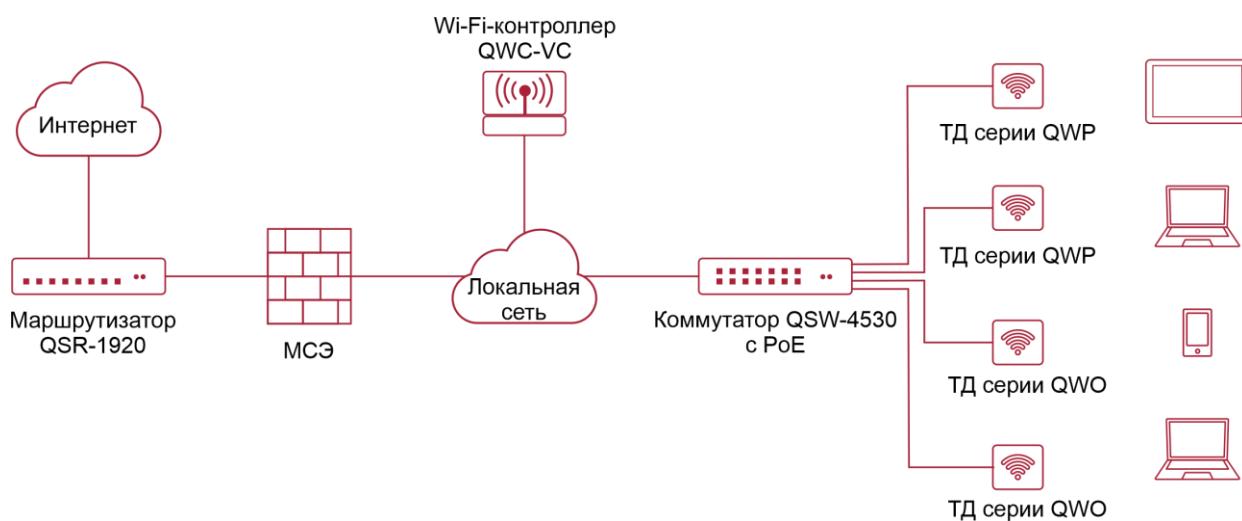 Wi-Fi-контроллер
QWC-VC
Интернет
ТД серии QWP
ТД серии QWP
Локальная
сеть
Маршрутизатор
QSR-1920
МСЭ
Коммутатор QSW-4530
с PoE
ТД серии QWO
ТД серии QWO